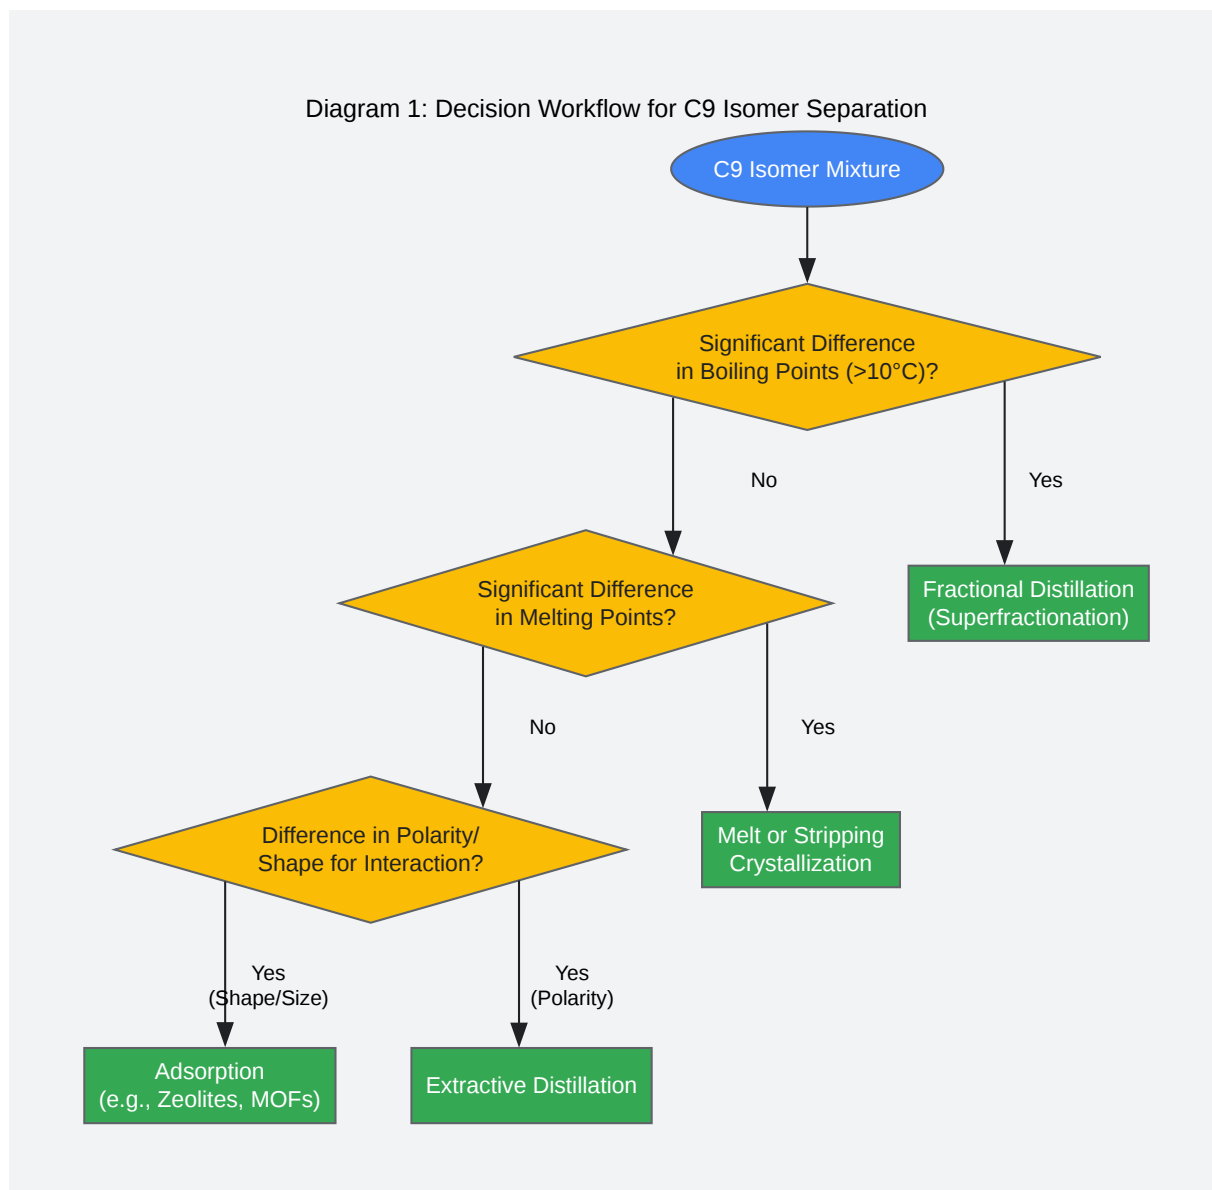 Diagram 1: Decision Workflow for C9 Isomer Separation
C9 Isomer Mixture
Significant Difference
in Boiling Points (>10°C)?
No
Yes
Significant Difference
in Melting Points?
Fractional Distillation
(Superfractionation)
No
Yes
Difference in Polarity/
Shape for Interaction?
Melt or Stripping
Crystallization
Yes
(Shape/Size)
Yes
(Polarity)
Adsorption
(e.g., Zeolites, MOFs)
Extractive Distillation